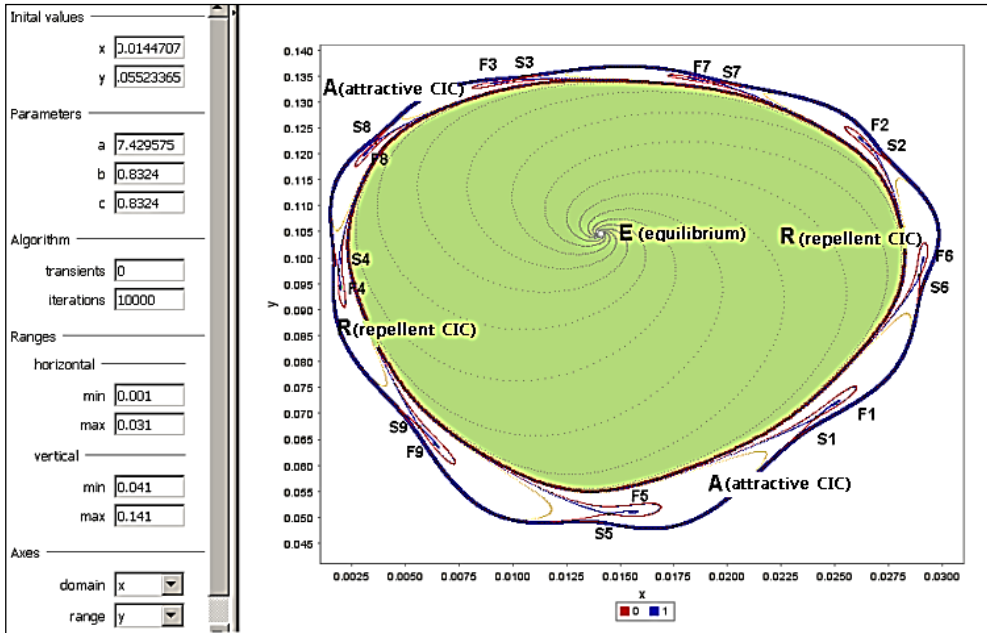 Inital values
x 0.0144707
y .05523365
Parameters
a 7.429575
b 0.8324
c 0.8324
Algorithm
transients 0
iterations 10000
Ranges
horizontal
min 0.001
max 0.031
vertical
min 0.041
max 0.141
Axes
domain x
range y
0.140
0.135
0.130
0.125
0.120
0.115
0.110
0.105
0.100
0.095
0.090
0.085
0.080
0.075
0.070
0.065
0.060
0.055
0.050
0.045
y
F3 S3
F7 S7
A(attractive CIC)
S8
F8
F2
S2
E (equilibrium)
R(repellent CIC)
S4
F4
F6
S6
R(repellent CIC)
S9
F9
F1
S1
A(attractive CIC)
F5
S5
0.0025 0.0050 0.0075 0.0100 0.0125 0.0150 0.0175 0.0200 0.0225 0.0250 0.0275 0.0300
x
0 1